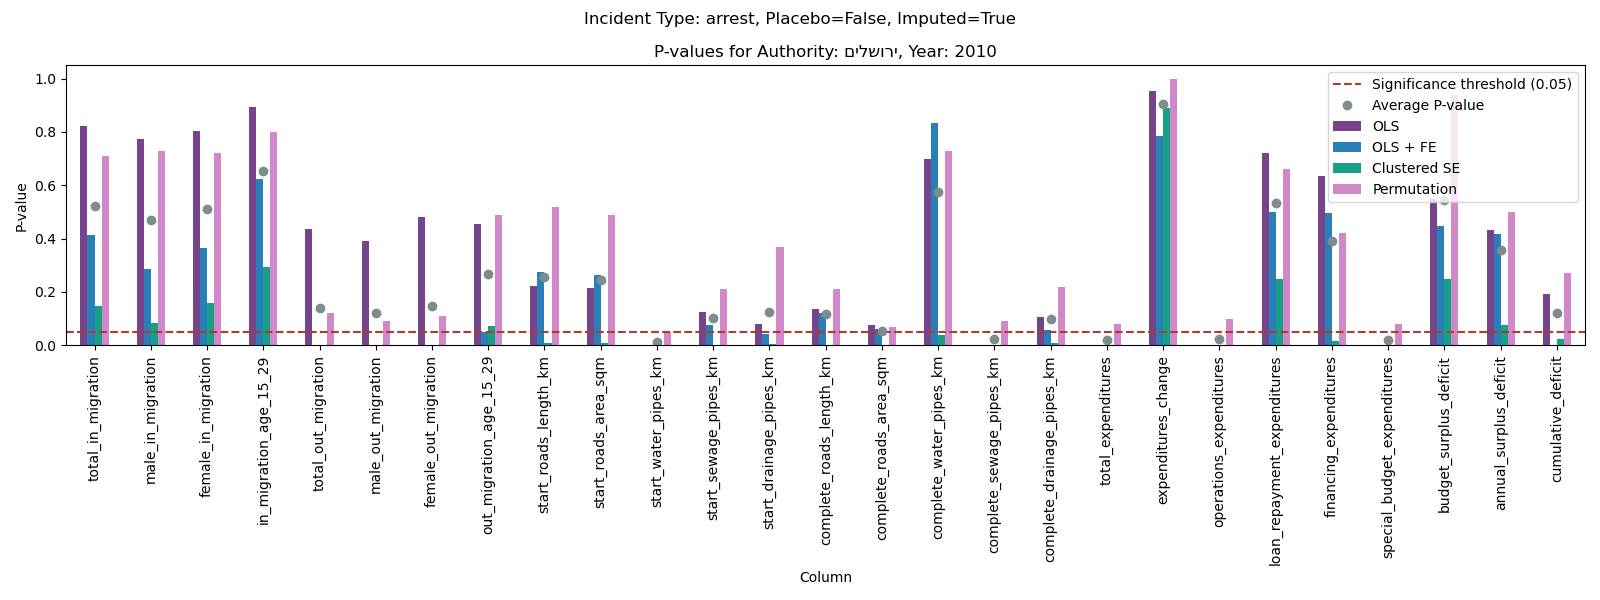 Incident Type: arrest, Placebo=False, Imputed=True
P-values for Authority: ירושלים, Year: 2010
P-value
1.0
0.8
0.6
0.4
0.2
0.0
Significance threshold (0.05)
Average P-value
OLS
OLS + FE
Clustered SE
Permutation
total_in_migration
male_in_migration
female_in_migration
in_migration_age_15_29
total_out_migration
male_out_migration
female_out_migration
out_migration_age_15_29
start_roads_length_km
start_roads_area_sqm
start_water_pipes_km
start_sewage_pipes_km
start_drainage_pipes_km
complete_roads_length_km
complete_roads_area_sqm
complete_water_pipes_km
complete_sewage_pipes_km
complete_drainage_pipes_km
total_expenditures
expenditures_change
operations_expenditures
loan_repayment_expenditures
financing_expenditures
special_budget_expenditures
budget_surplus_deficit
annual_surplus_deficit
cumulative_deficit
Column